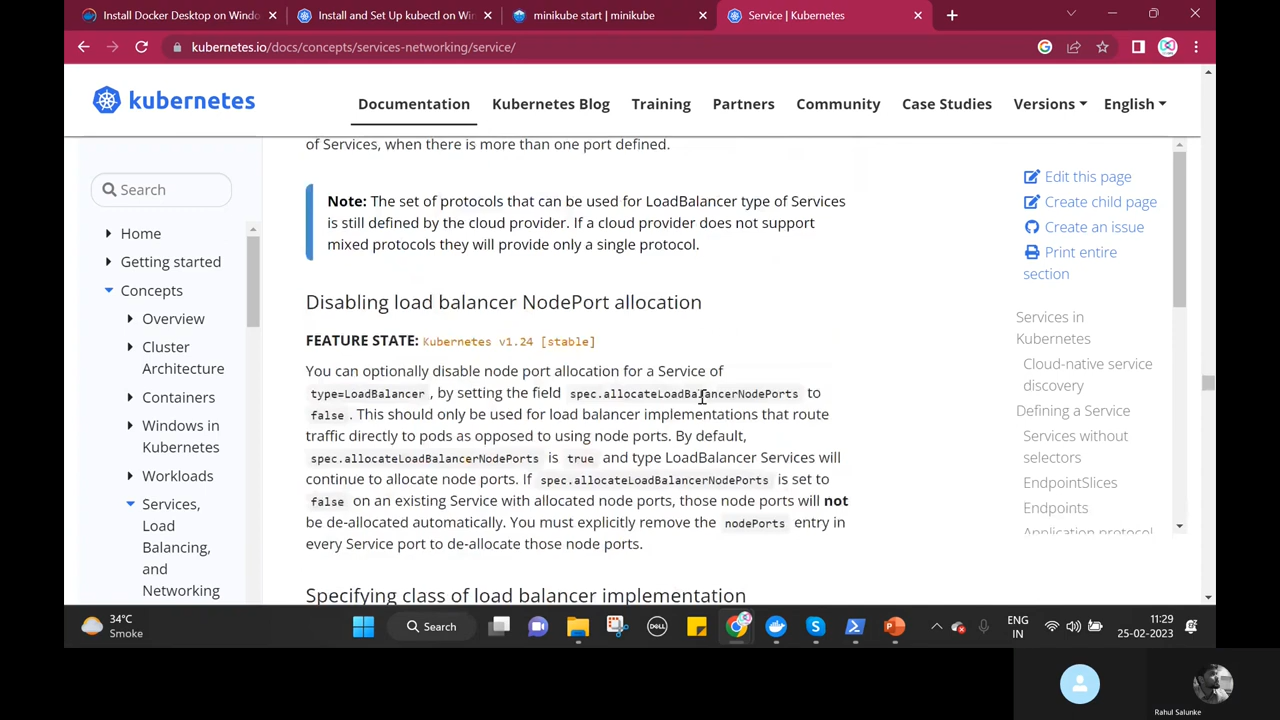 Install Docker Desktop on Windo
Install and Set Up kubectl on Win
minikube start | minikube
Service | Kubernetes
kubernetes.io/docs/concepts/services-networking/service/
kubernetes
Documentation
Kubernetes Blog
Training
Partners
Community
Case Studies
Versions
English
Search
Home
Getting started
Concepts
Overview
Cluster
Architecture
Containers
Windows in
Kubernetes
Workloads
Services,
Load
Balancing,
and
Networking
of Services, when there is more than one port defined.
Note: The set of protocols that can be used for LoadBalancer type of Services
is still defined by the cloud provider. If a cloud provider does not support
mixed protocols they will provide only a single protocol.
Disabling load balancer NodePort allocation
FEATURE STATE: Kubernetes v1.24 [stable]
You can optionally disable node port allocation for a Service of
type=LoadBalancer , by setting the field spec.allocateLoadBalancerNodePorts to
false . This should only be used for load balancer implementations that route
traffic directly to pods as opposed to using node ports. By default,
spec.allocateLoadBalancerNodePorts is true and type LoadBalancer Services will
continue to allocate node ports. If spec.allocateLoadBalancerNodePorts is set to
false on an existing Service with allocated node ports, those node ports will not
be de-allocated automatically. You must explicitly remove the nodePorts entry in
every Service port to de-allocate those node ports.
Specifying class of load balancer implementation
Edit this page
Create child page
Create an issue
Print entire
section
Services in
Kubernetes
Cloud-native service
discovery
Defining a Service
Services without
selectors
EndpointSlices
Endpoints
Application protocol
34°C
Smoke
Search
DELL
ENG
IN
11:29
25-02-2023
Rahul Salunke